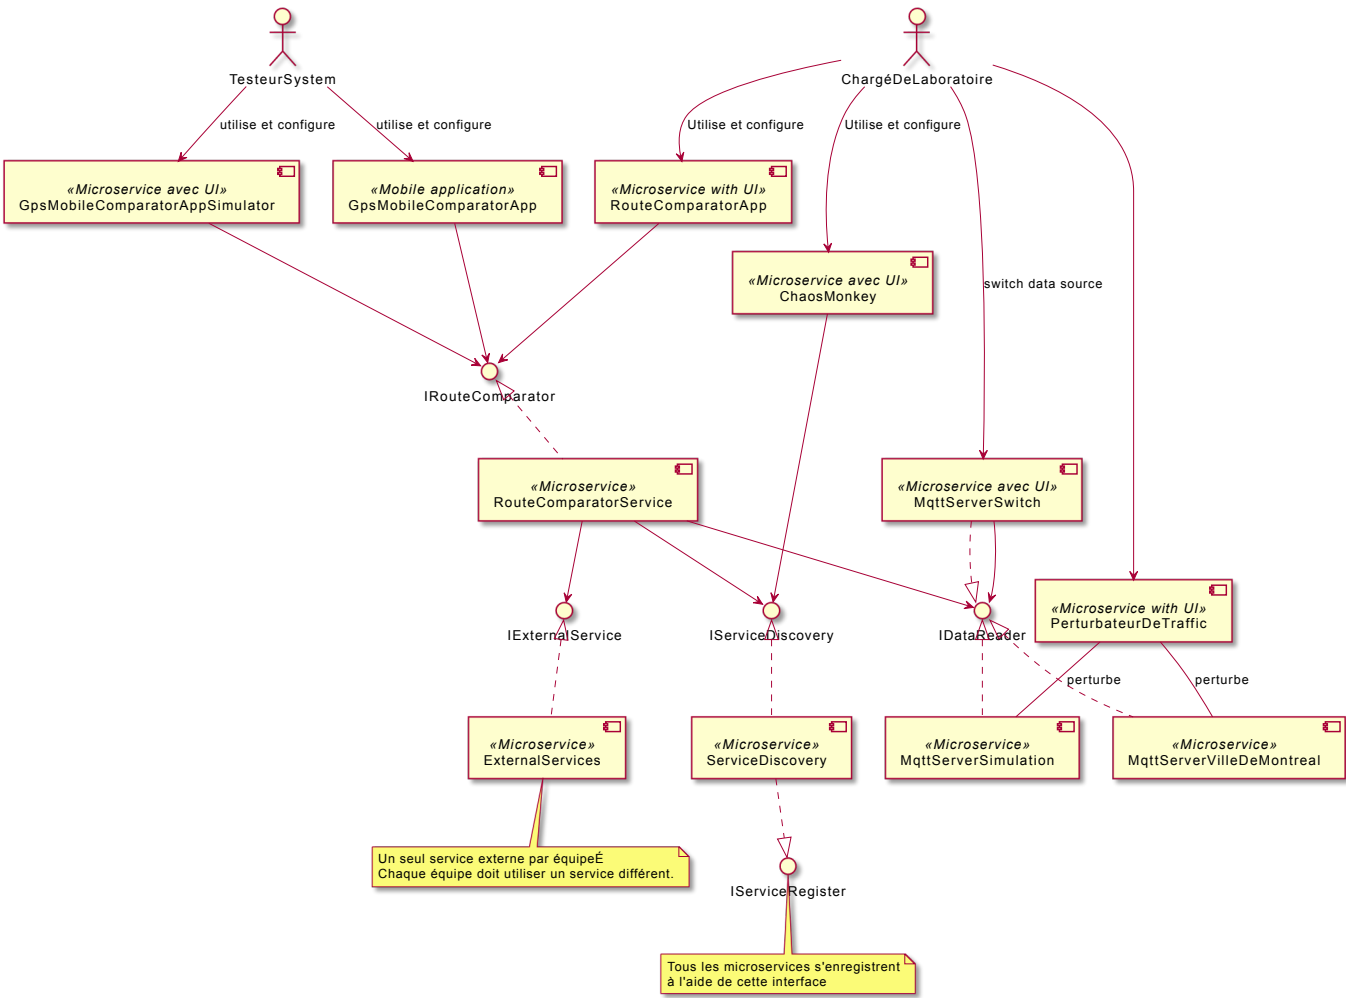 TesteurSystem
ChargéDeLaboratoire
utilise et configure
utilise et configure
Utilise et configure
Utilise et configure
«Microservice avec UI»
GpsMobileComparatorAppSimulator
«Mobile application»
GpsMobileComparatorApp
«Microservice with UI»
RouteComparatorApp
«Microservice avec UI»
ChaosMonkey
switch data source
IRouteComparator
«Microservice»
RouteComparatorService
«Microservice avec UI»
MqttServerSwitch
«Microservice with UI»
PerturbateurDeTraffic
IExternalService
IServiceDiscovery
IDataReader
perturbe
perturbe
«Microservice»
ExternalServices
«Microservice»
ServiceDiscovery
«Microservice»
MqttServerSimulation
«Microservice»
MqttServerVilleDeMontreal
Un seul service externe par équipeÉ
Chaque équipe doit utiliser un service différent.
IServiceRegister
Tous les microservices s'enregistrent
à l'aide de cette interface